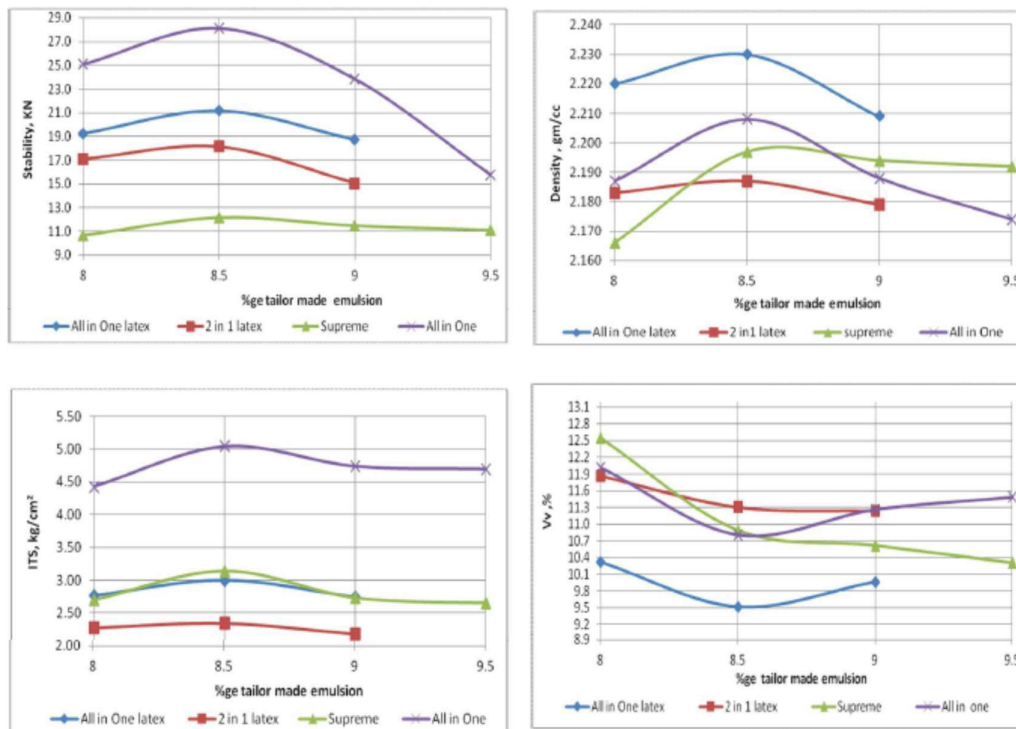 29.0
27.0
25.0
23.0
21.0
19.0
17.0
15.0
13.0
11.0
9.0
Stability, KN
8 8.5 9 9.5
%ge tailor made emulsion
All in One latex 2 in 1 latex Supreme All in One
2.240
2.230
2.220
2.210
2.200
2.190
2.180
2.170
2.160
Density , gm/cc
8 8.5 9 9.5
%ge tailor made emulsion
All in One latex 2 in1 latex supreme All in One
5.50
5.00
4.50
4.00
3.50
3.00
2.50
2.00
ITS, kg/cm²
8 8.5 9 9.5
%ge tailor made emulsion
All in One latex 2 in 1 latex Supreme All in One
13.1
12.8
12.5
12.2
11.9
11.6
11.3
11.0
10.7
10.4
10.1
9.8
9.5
9.2
8.9
Vv ,%
8 8.5 9 9.5
%ge tailor made emulsion
All in One latex 2 in 1 latex Supreme All in one